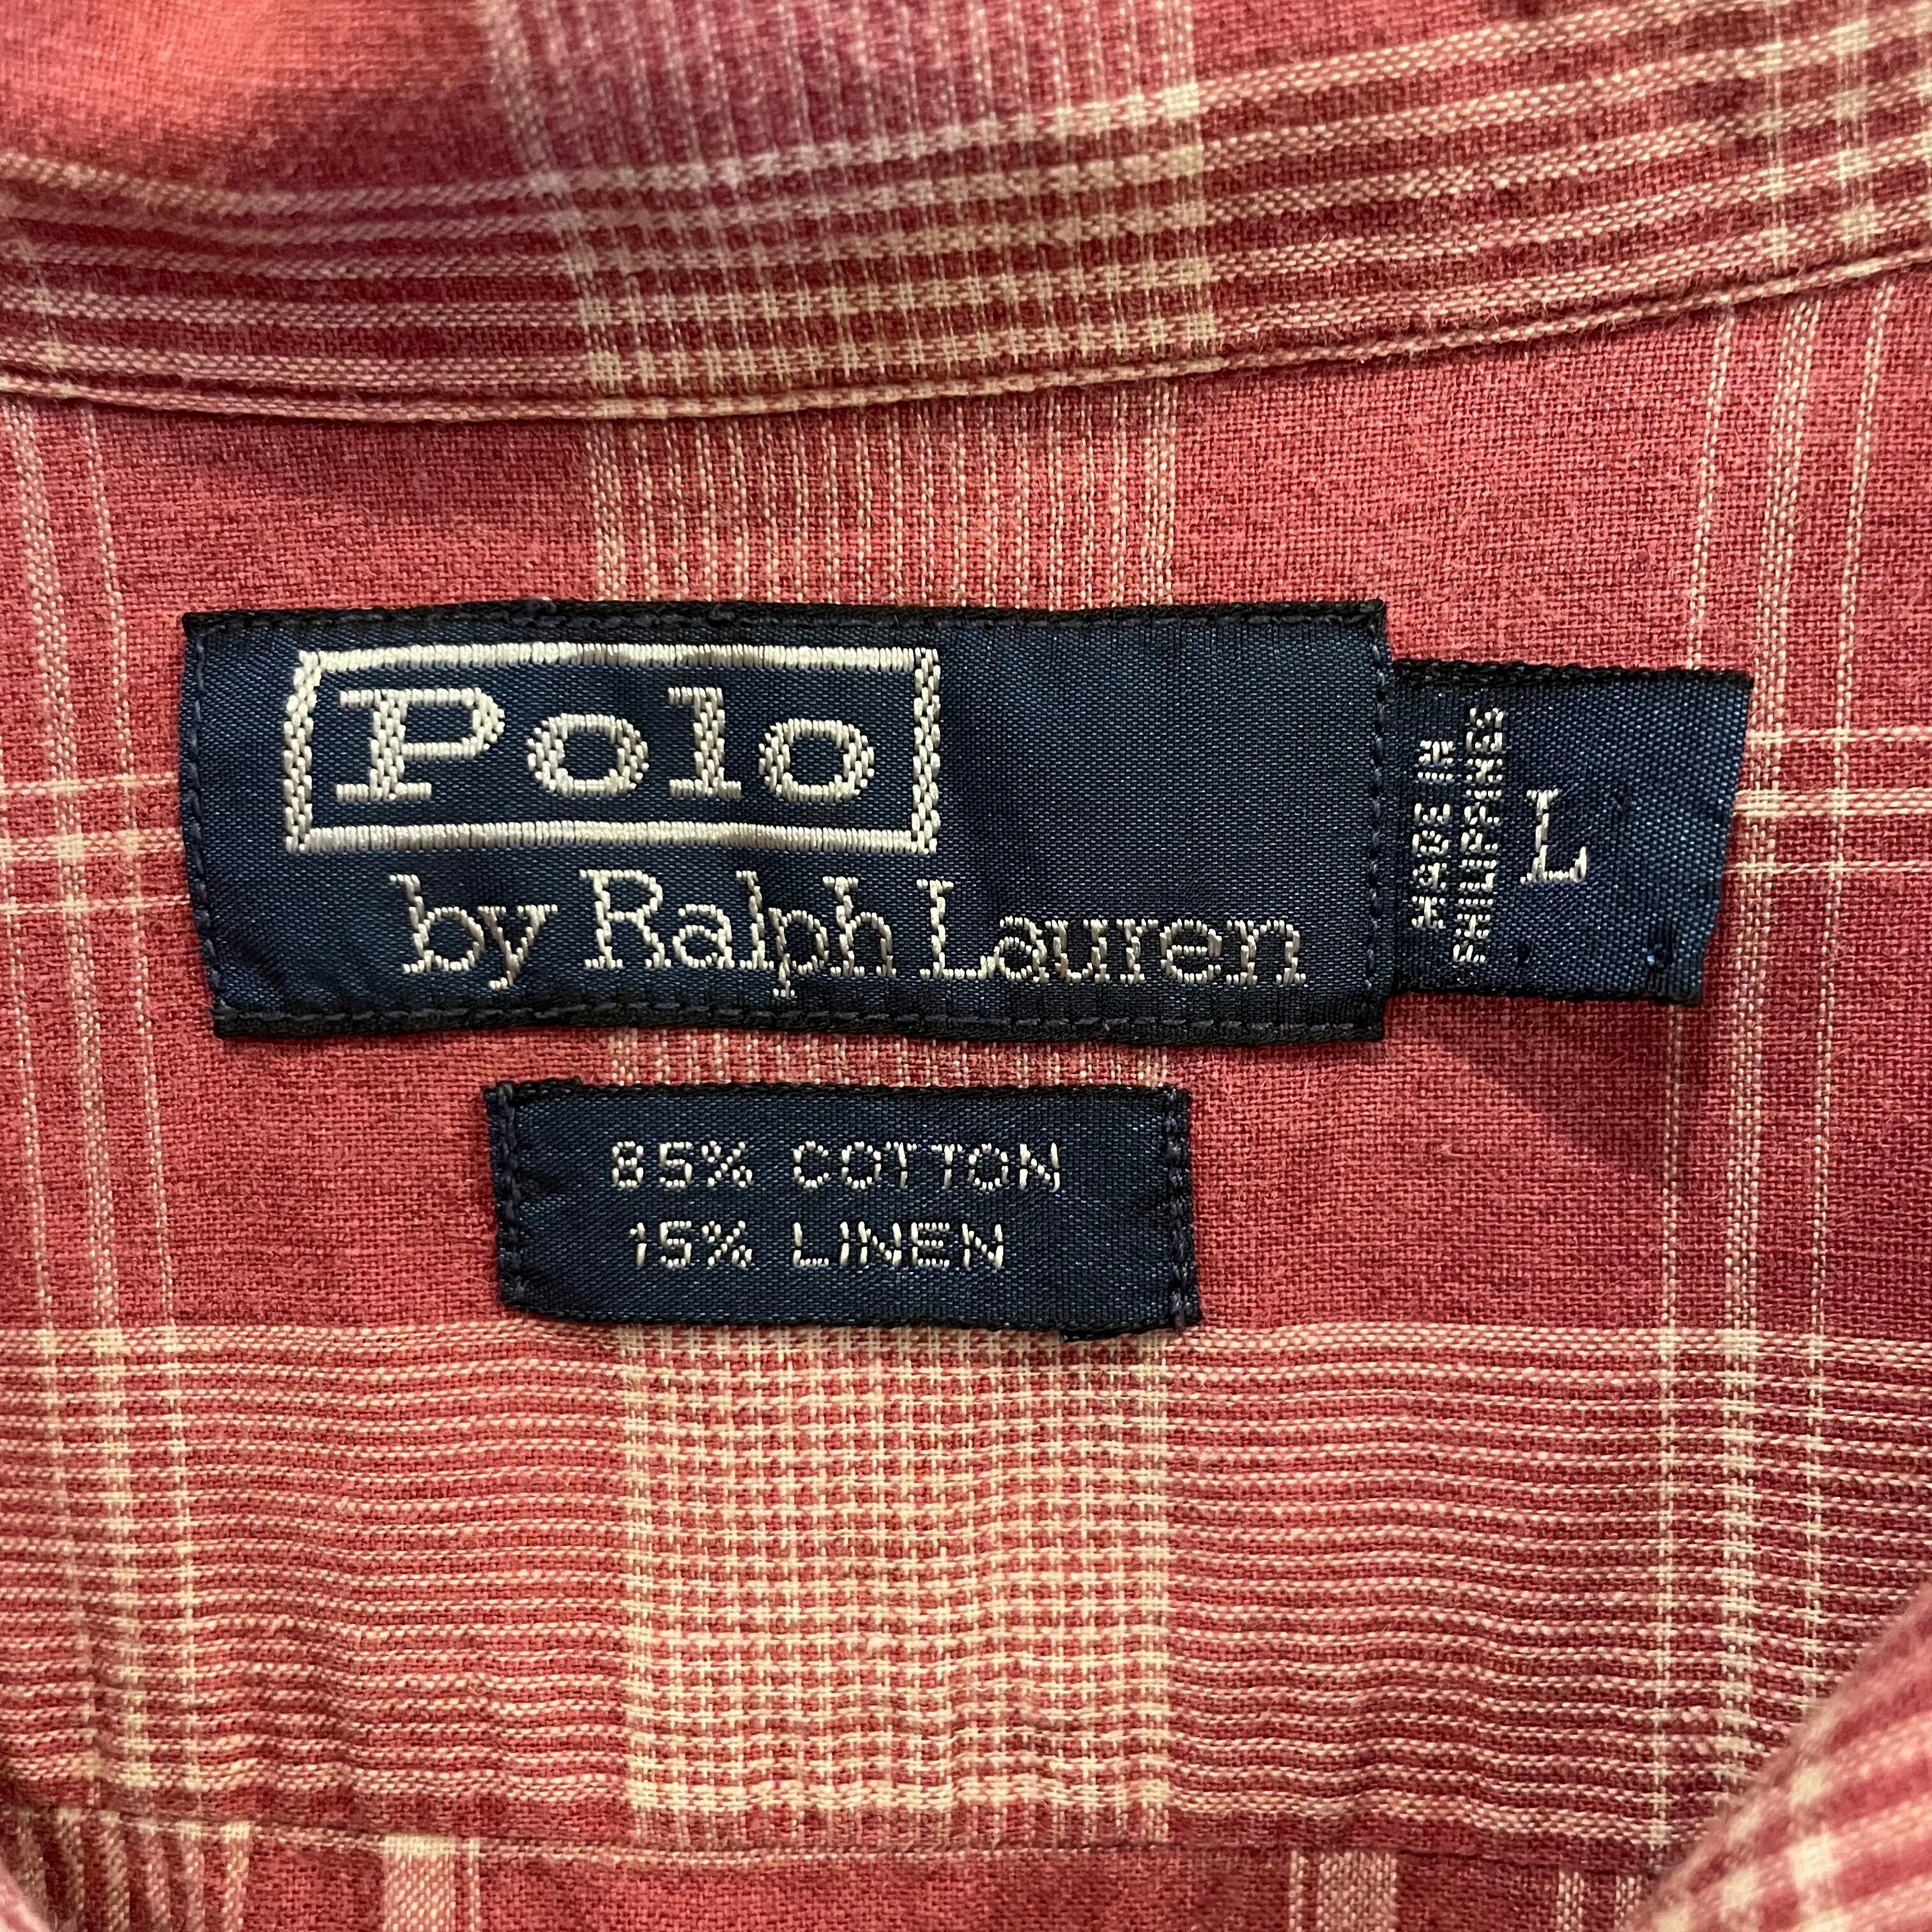 Polo
by Ralph Lauren
MADE IN
PHILIPPINES
L
85% COTTON
15% LINEN